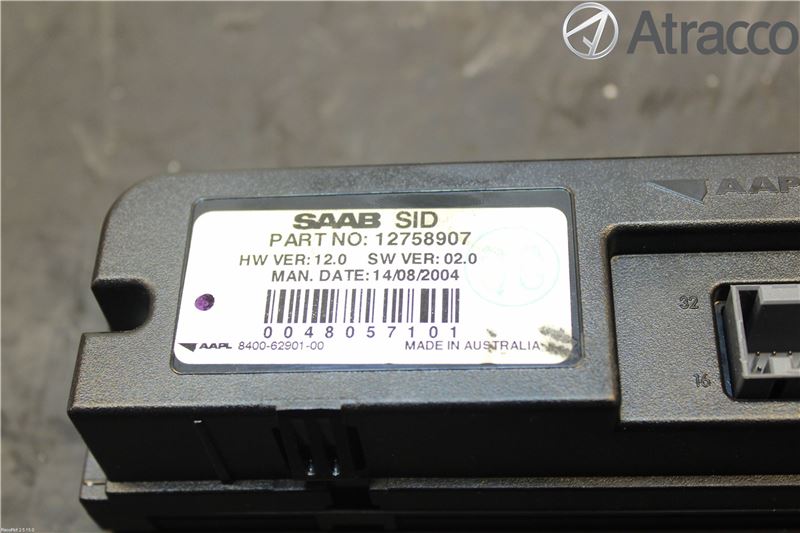 Atracco
AAPL
SAAB SID
PART NO: 12758907
HW VER: 12.0 SW VER: 02.0
MAN. DATE: 14/08/2004
0048057101
AAPL 8400-62901-00 MADE IN AUSTRALIA
32
16